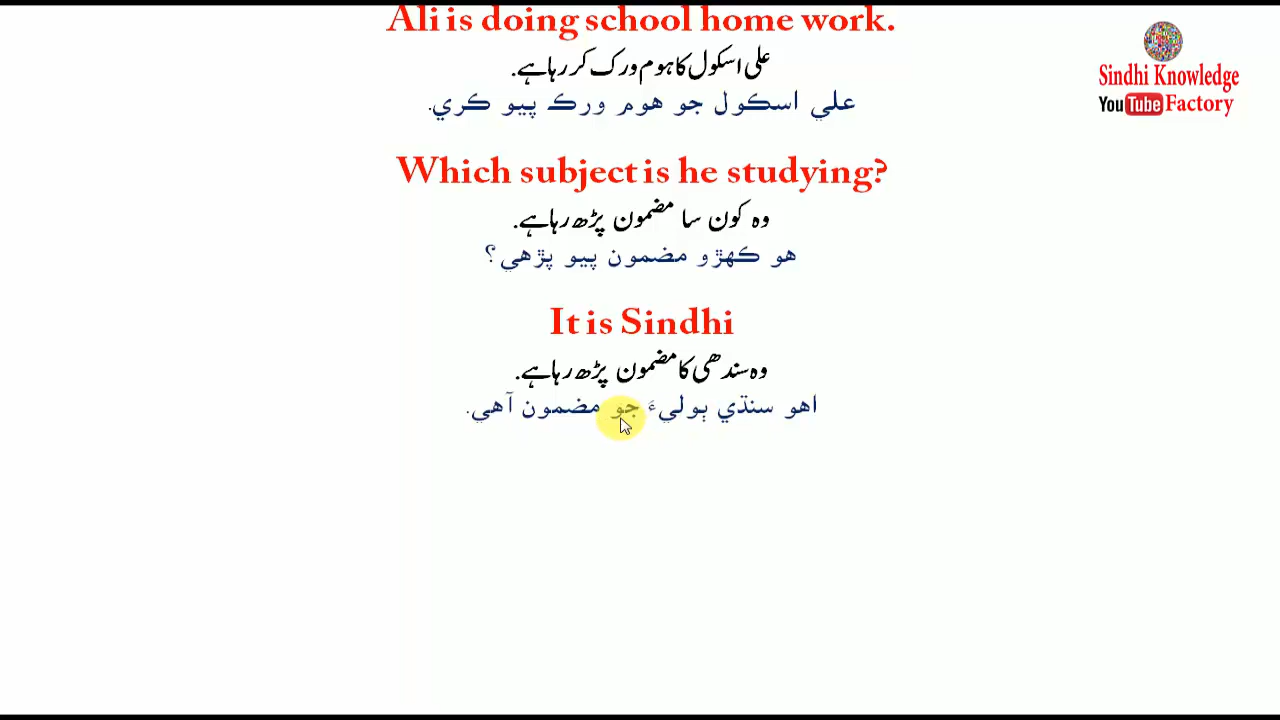 Ali is doing school home work.
علی اسکول کا ہوم ورک کر رہا ہے.
علي اسڪول جو هوم ورڪ پيو ڪري.
Which subject is he studying?
وہ کون سا مضمون پڑھ رہا ہے.
هو ڪهڙو مضمون پيو پڙهي؟
It is Sindhi
وہ سندھی کا مضمون پڑھ رہا ہے.
اهو سنڌي ٻوليءَ جو مضمون آهي.
Sindhi Knowledge
YouTube Factory